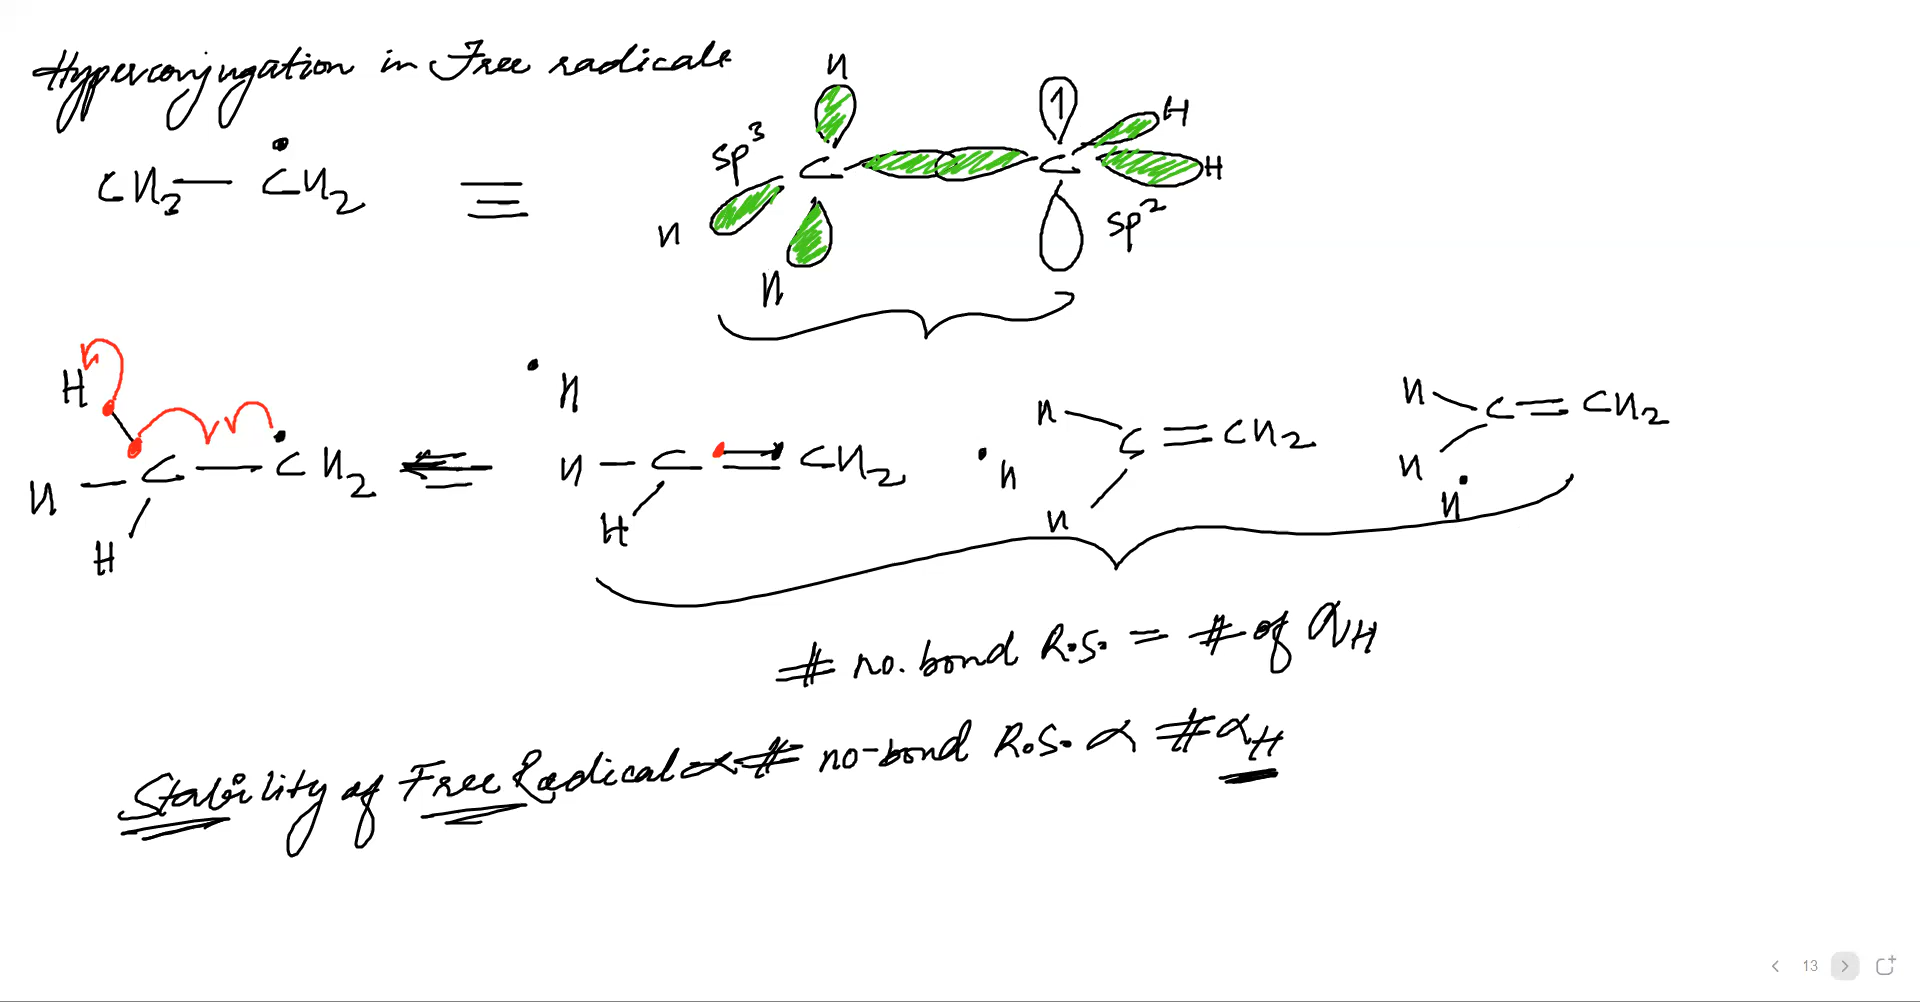 Hyperconjugation in Free radicals
CH3 — ĊH2 ≡
H
sp³ C C 1 H
H
H
sp²
H
H
H — C — ĊH2
H
•H
H — C = CH2
H
H
C = CH2
•H
H
H
C = CH2
H
H•
# no. bond R.S. = # of αH
Stability of Free Radical ∝ # no-bond R.S. ∝ # αH
13